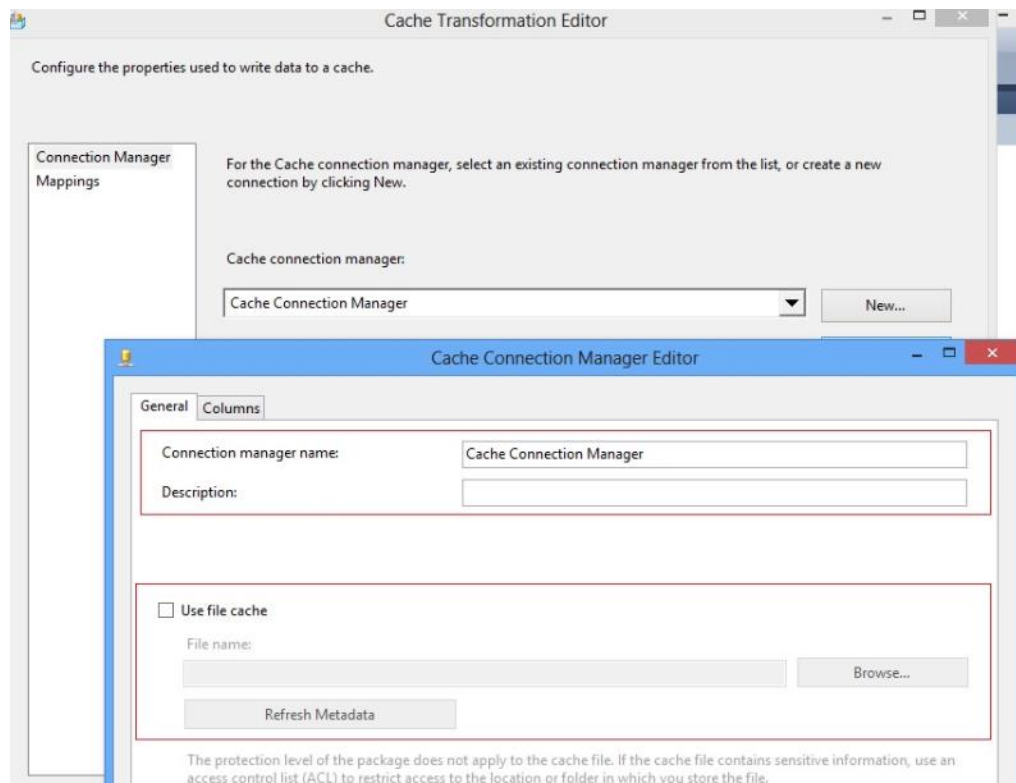 Cache Transformation Editor
Configure the properties used to write data to a cache.
Connection Manager
Mappings
For the Cache connection manager, select an existing connection manager from the list, or create a new
connection by clicking New.
Cache connection manager:
Cache Connection Manager
New...
Cache Connection Manager Editor
General
Columns
Connection manager name:
Cache Connection Manager
Description:
Use file cache
File name:
Browse...
Refresh Metadata
The protection level of the package does not apply to the cache file. If the cache file contains sensitive information, use an
access control list (ACL) to restrict access to the location or folder in which you store the file.